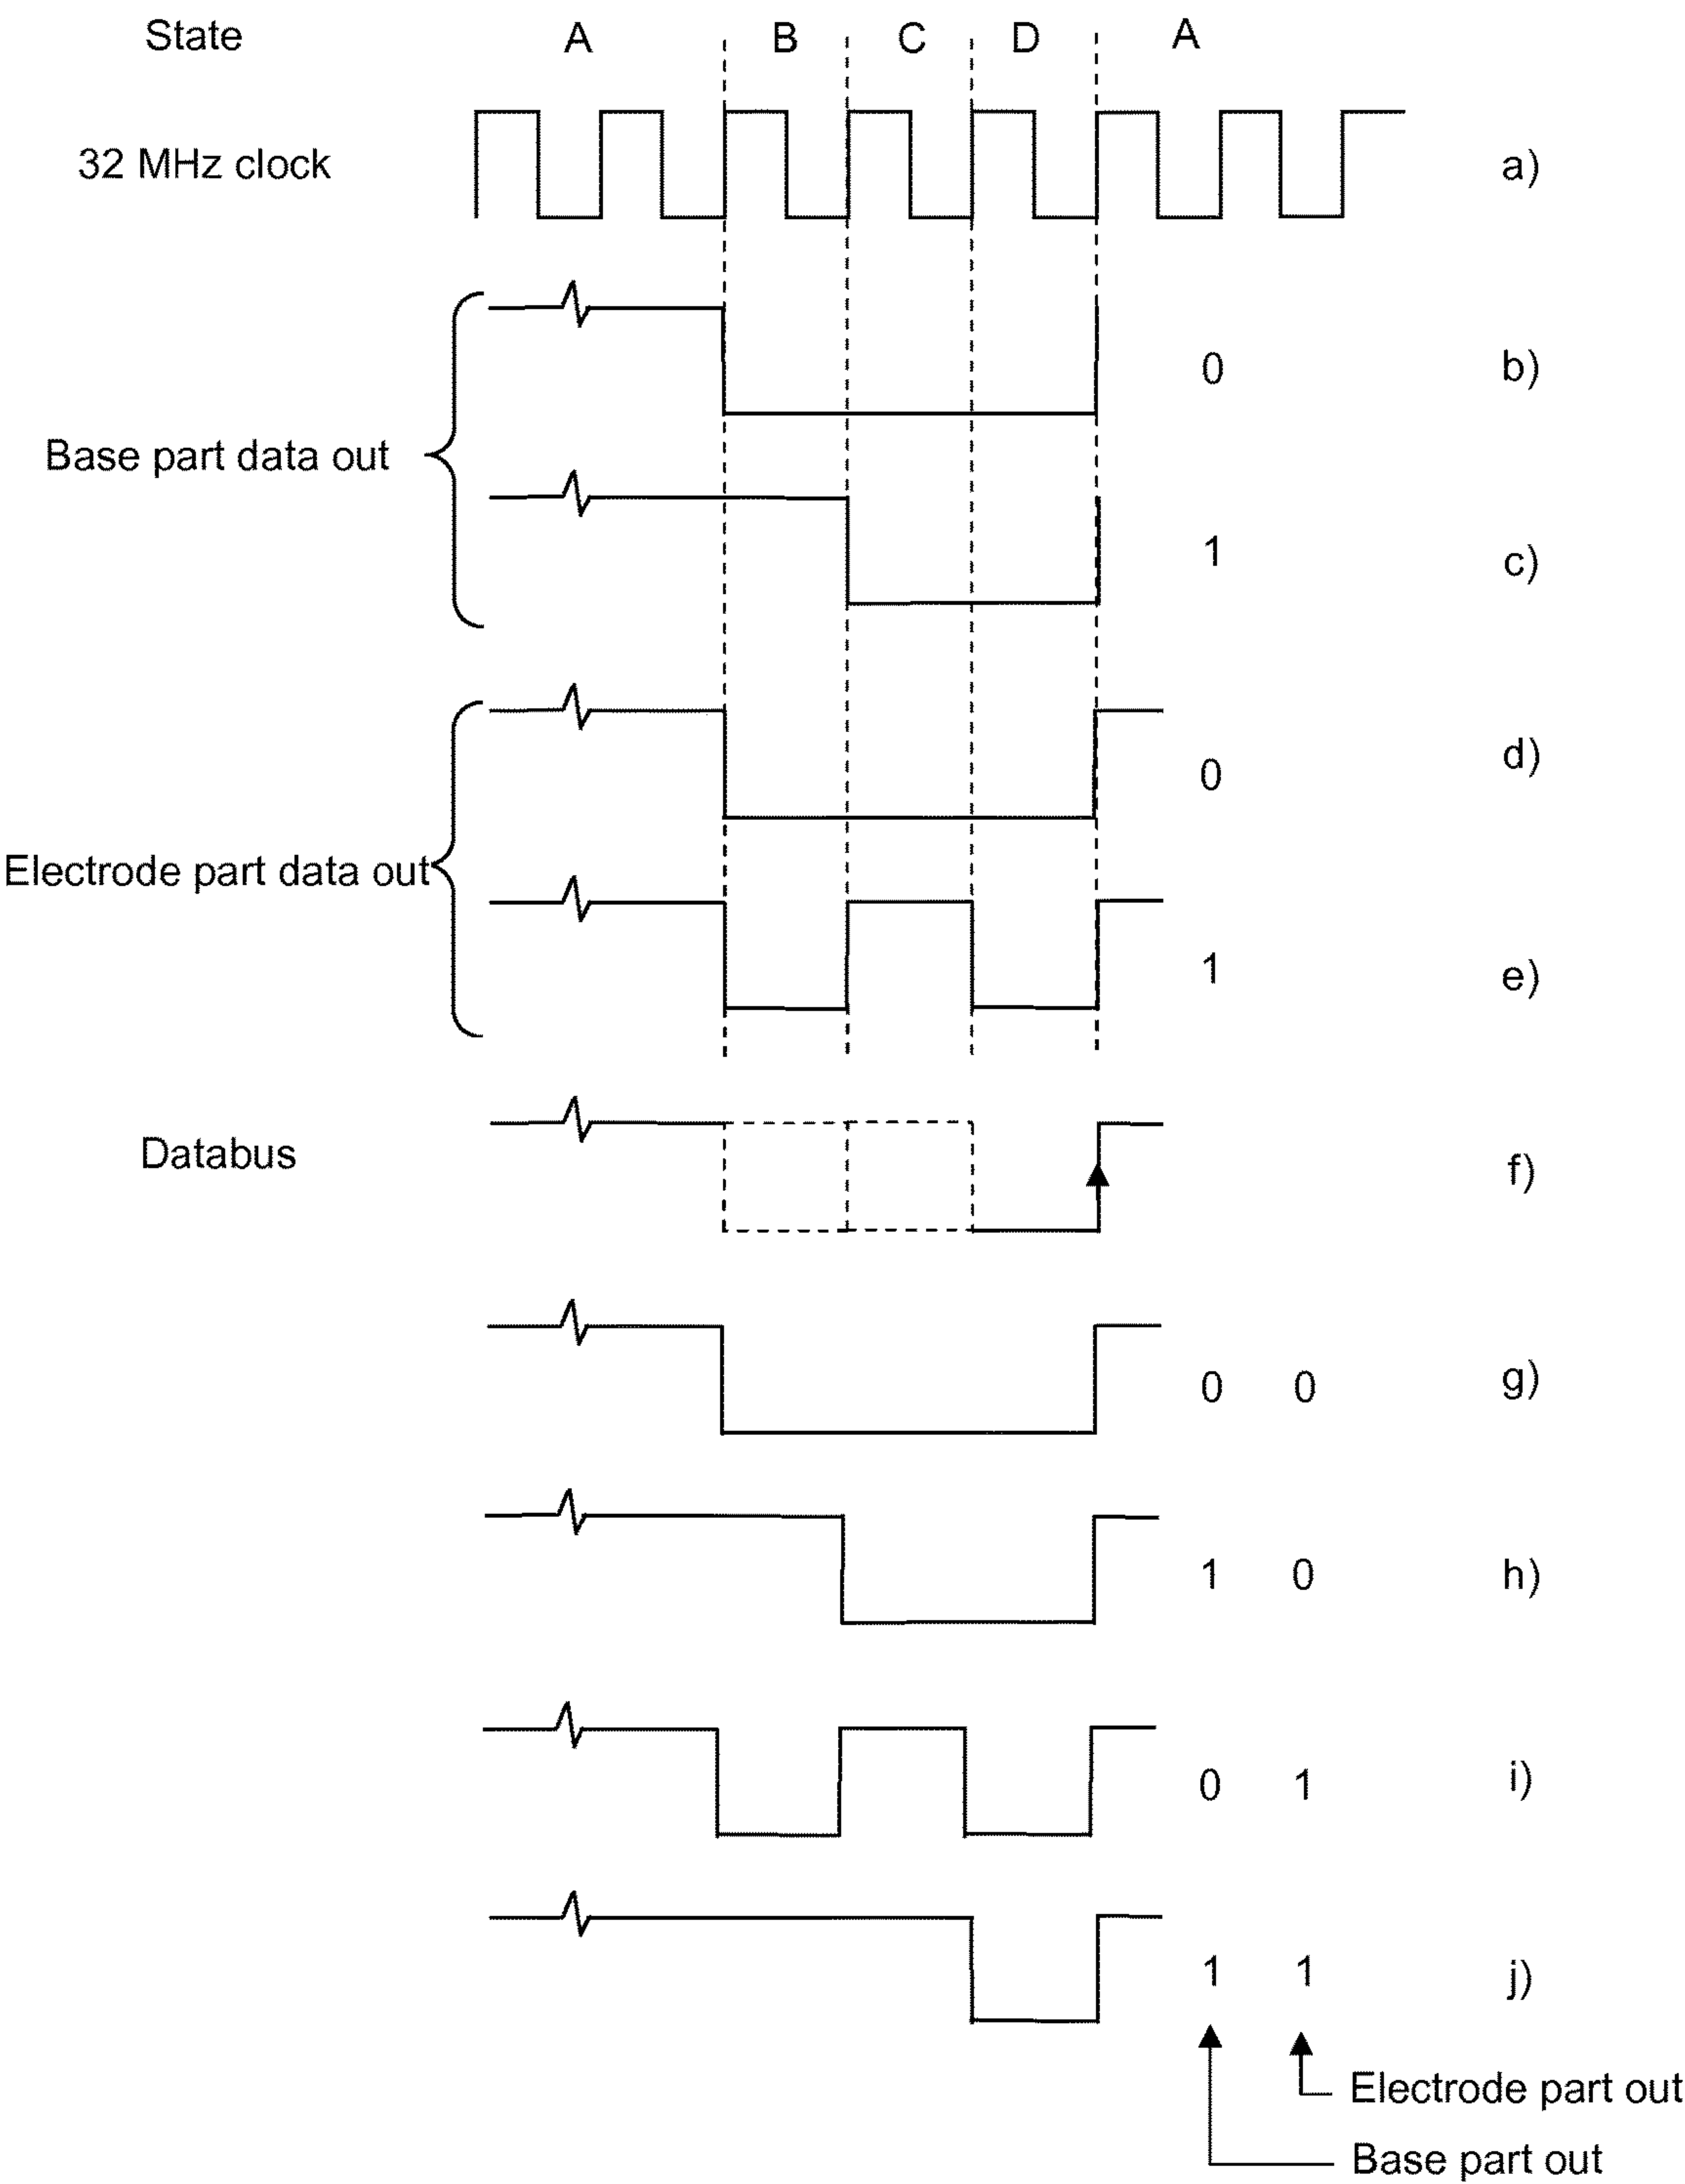 State A B C D A
32 MHz clock a)
0 b)
Base part data out
1 c)
0 d)
Electrode part data out
1 e)
Databus f)
0 0 g)
1 0 h)
0 1 i)
1 1 j)
Electrode part out
Base part out